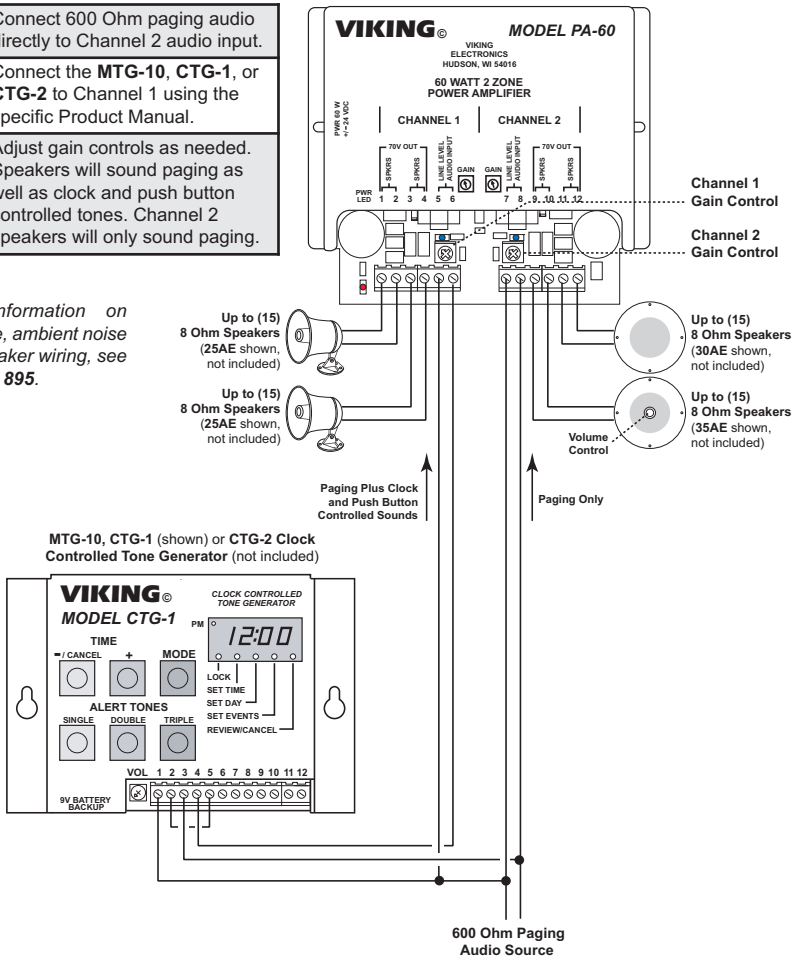 Connect 600 Ohm paging audio
directly to Channel 2 audio input.
Connect the MTG-10, CTG-1, or
CTG-2 to Channel 1 using the
specific Product Manual.
Adjust gain controls as needed.
Speakers will sound paging as
well as clock and push button
controlled tones. Channel 2
speakers will only sound paging.
information on
, ambient noise
wiring, see
895.
VIKING©
MODEL PA-60
VIKING
ELECTRONICS
HUDSON, WI 54016
60 WATT 2 ZONE
POWER AMPLIFIER
PWR 60 W
+/– 24 VDC
CHANNEL 1
CHANNEL 2
70V OUT
SPKRS
SPKRS
LINE LEVEL
AUDIO INPUT
GAIN
GAIN
LINE LEVEL
AUDIO INPUT
70V OUT
SPKRS
SPKRS
PWR
LED
1 2 3 4 5 6
7 8 9 10 11 12
Channel 1
Gain Control
Channel 2
Gain Control
Up to (15)
8 Ohm Speakers
(25AE shown,
not included)
Up to (15)
8 Ohm Speakers
(25AE shown,
not included)
Up to (15)
8 Ohm Speakers
(30AE shown,
not included)
Up to (15)
8 Ohm Speakers
(35AE shown,
not included)
Volume
Control
Paging Plus Clock
and Push Button
Controlled Sounds
Paging Only
MTG-10, CTG-1 (shown) or CTG-2 Clock
Controlled Tone Generator (not included)
VIKING©
MODEL CTG-1
CLOCK CONTROLLED
TONE GENERATOR
PM
12:00
TIME
–/ CANCEL
+
MODE
LOCK
SET TIME
SET DAY
SET EVENTS
REVIEW/CANCEL
ALERT TONES
SINGLE
DOUBLE
TRIPLE
VOL 1 2 3 4 5 6 7 8 9 10 11 12
9V BATTERY
BACKUP
600 Ohm Paging
Audio Source